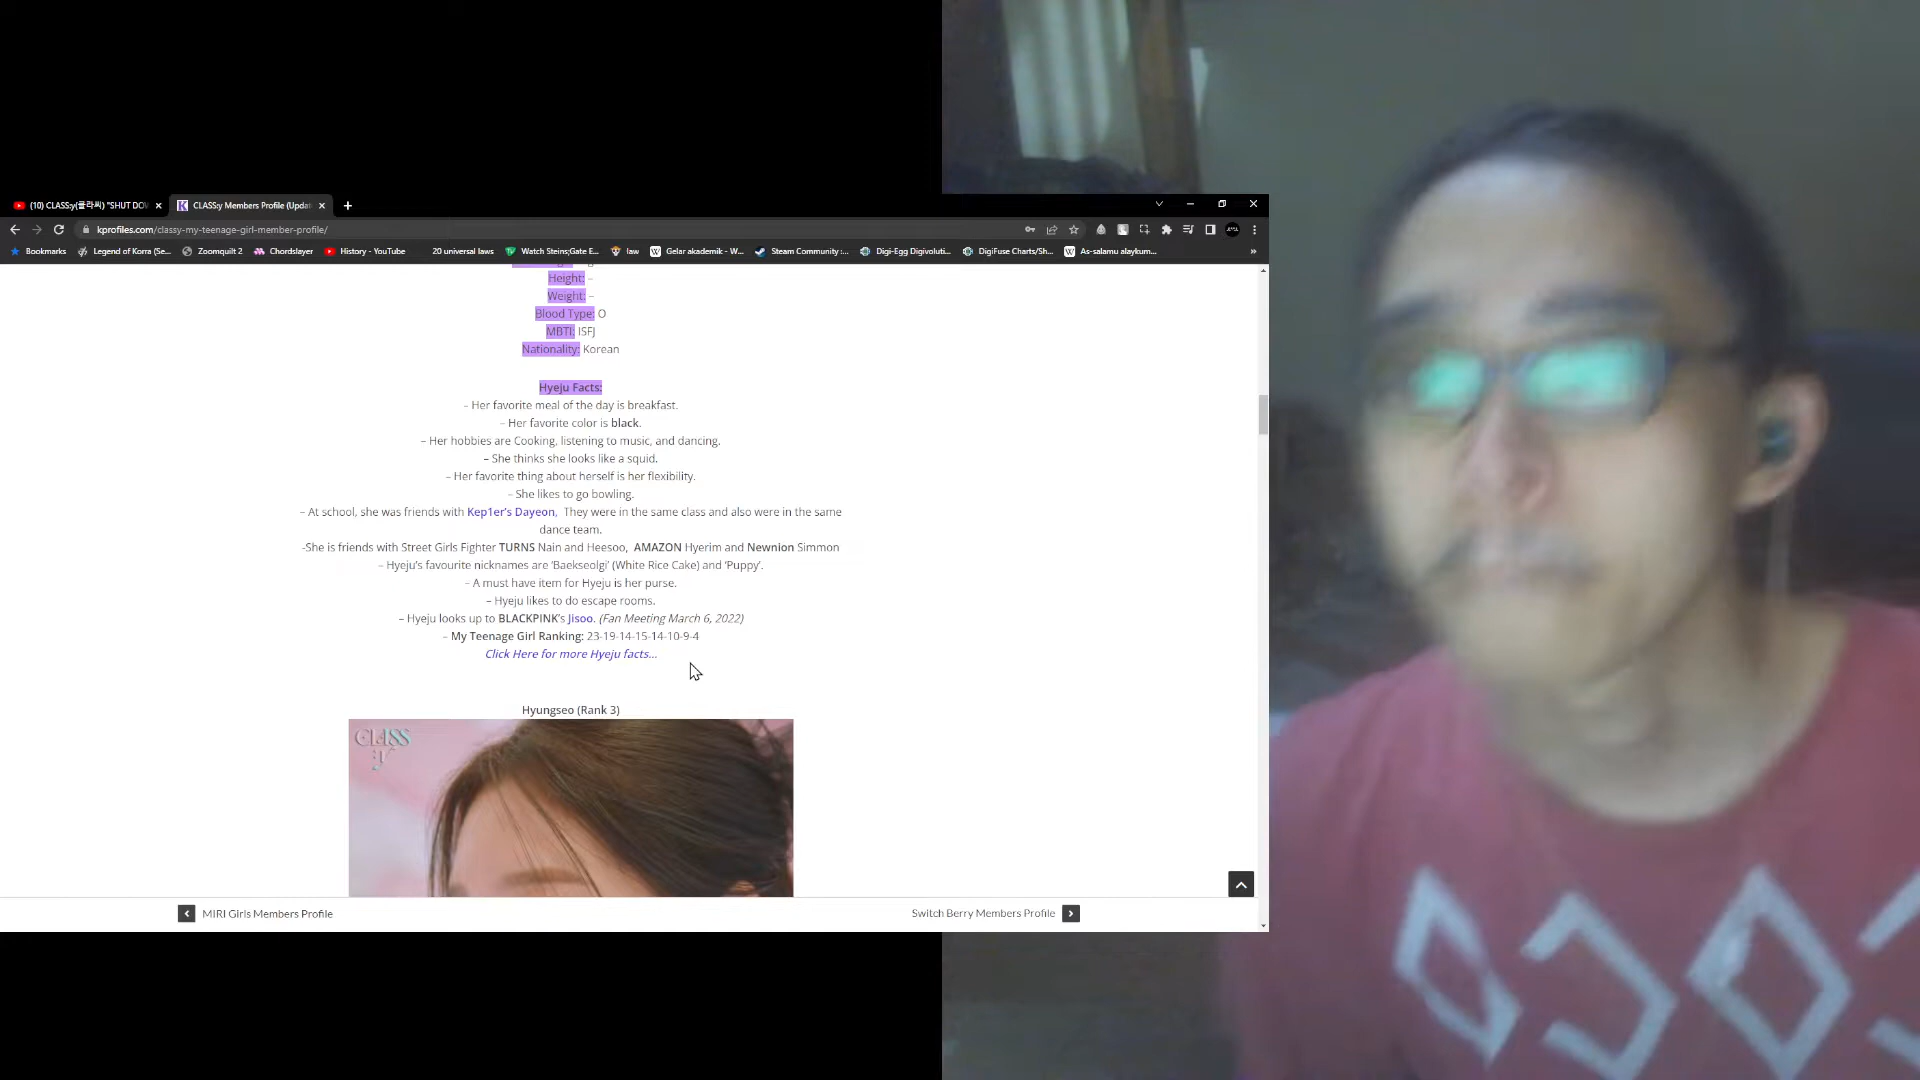 (10) CLASS:y(클라씨) "SHUT DOW
CLASS:y Members Profile (Updat
kprofiles.com/classy-my-teenage-girl-member-profile/
Bookmarks
Legend of Korra (Se...
Zoomquilt 2
Chordslayer
History - YouTube
20 universal laws
Watch Steins;Gate E...
law
Gelar akademik - W...
Steam Community :...
Digi-Egg Digivoluti...
DigiFuse Charts/Sh...
As-salamu alaykum...
»
Height: –
Weight: –
Blood Type: O
MBTI: ISFJ
Nationality: Korean
Hyeju Facts:
– Her favorite meal of the day is breakfast.
– Her favorite color is black.
– Her hobbies are Cooking, listening to music, and dancing.
– She thinks she looks like a squid.
– Her favorite thing about herself is her flexibility.
– She likes to go bowling.
– At school, she was friends with Kep1er's Dayeon, They were in the same class and also were in the same
dance team.
-She is friends with Street Girls Fighter TURNS Nain and Heesoo, AMAZON Hyerim and Newnion Simmon
– Hyeju's favourite nicknames are 'Baekseolgi' (White Rice Cake) and 'Puppy'.
– A must have item for Hyeju is her purse.
– Hyeju likes to do escape rooms.
– Hyeju looks up to BLACKPINK's Jisoo. (Fan Meeting March 6, 2022)
– My Teenage Girl Ranking: 23-19-14-15-14-10-9-4
Click Here for more Hyeju facts...
Hyungseo (Rank 3)
CLASS
:y
MIRI Girls Members Profile
Switch Berry Members Profile